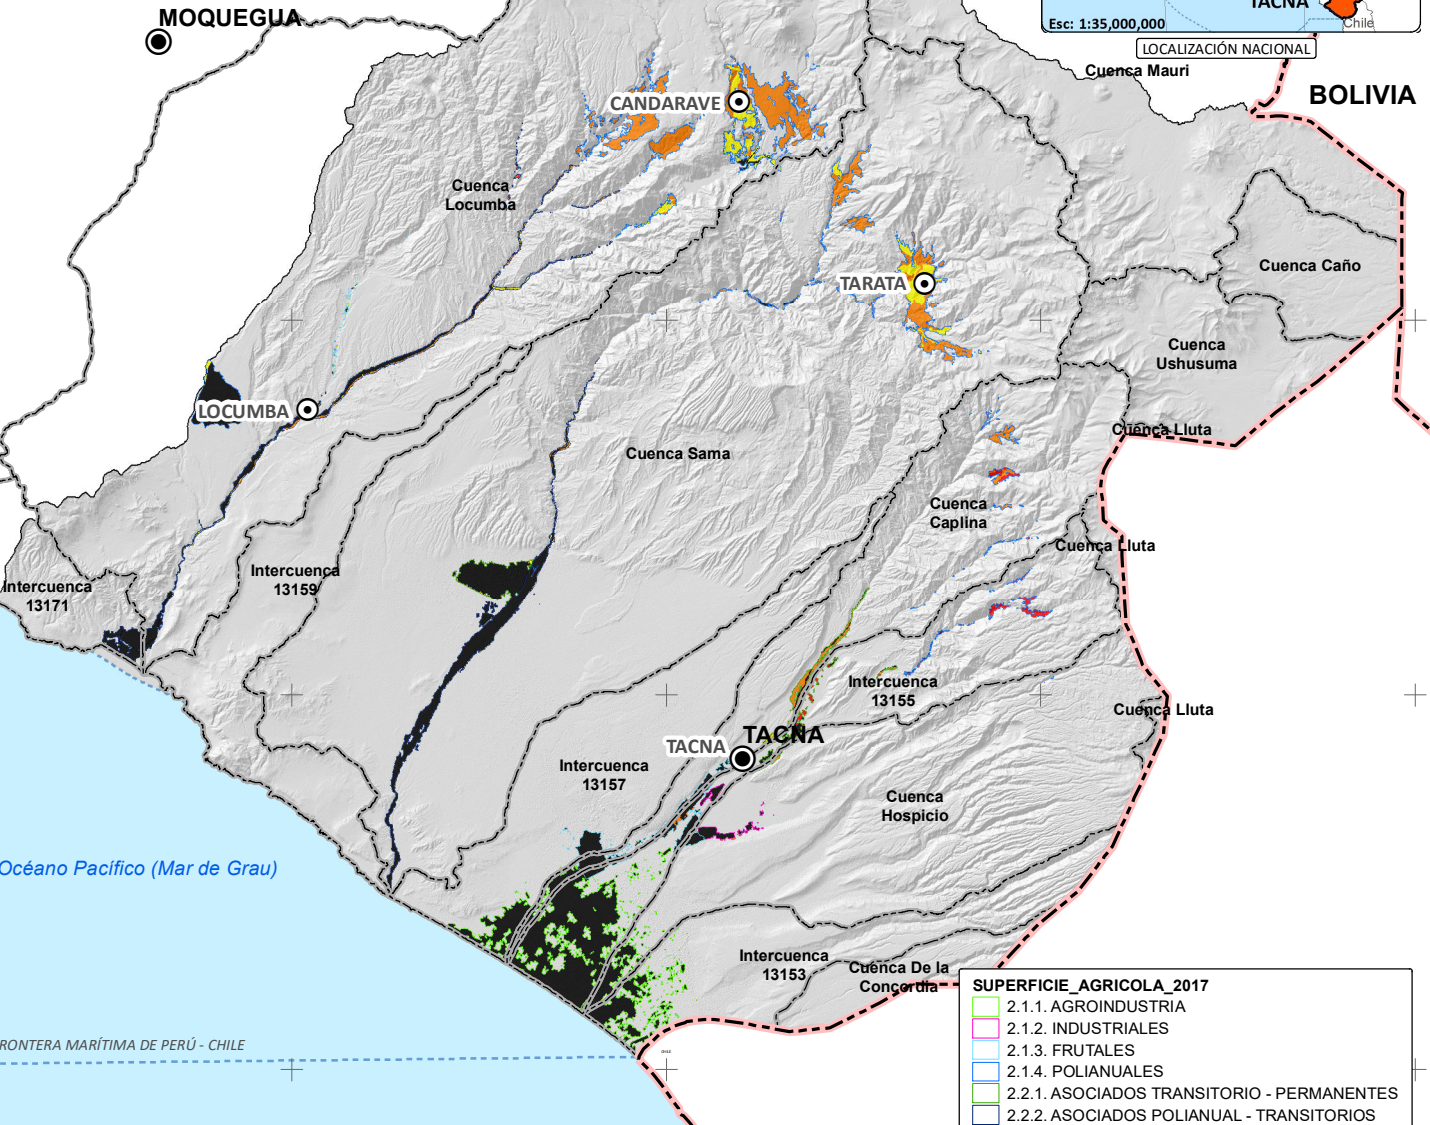 MOQUEGUA
TACNA
Chile
Esc: 1:35,000,000
LOCALIZACIÓN NACIONAL
Cuenca Mauri
BOLIVIA
CANDARAVE
Cuenca
Locumba
Cuenca Caño
TARATA
Cuenca
Ushusuma
LOCUMBA
Cuenca Lluta
Cuenca Sama
Cuenca
Caplina
Cuenca Lluta
Intercuenca
13171
Intercuenca
13159
Intercuenca
13155
Cuenca Lluta
TACNA
TACNA
Intercuenca
13157
Cuenca
Hospicio
Océano Pacífico (Mar de Grau)
Intercuenca
13153
Cuenca De la
Concordia
RONTERA MARÍTIMA DE PERÚ - CHILE
SUPERFICIE_AGRICOLA_2017
2.1.1. AGROINDUSTRIA
2.1.2. INDUSTRIALES
2.1.3. FRUTALES
2.1.4. POLIANUALES
2.2.1. ASOCIADOS TRANSITORIO - PERMANENTES
2.2.2. ASOCIADOS POLIANUAL - TRANSITORIOS